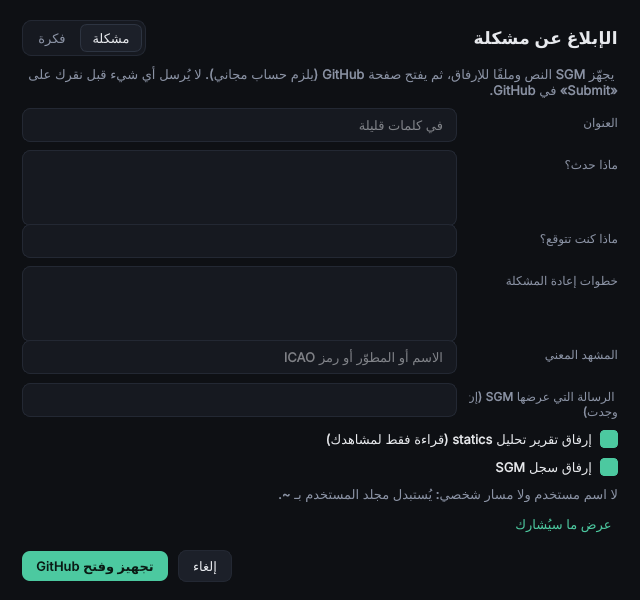 الإبلاغ عن مشكلة
مشكلة
فكرة
يجهّز SGM النص وملفًا للإرفاق، ثم يفتح صفحة GitHub (يلزم حساب مجاني). لا يُرسل أي شيء قبل نقرك على
«Submit» في GitHub.
العنوان
في كلمات قليلة
ماذا حدث؟
ماذا كنت تتوقع؟
خطوات إعادة المشكلة
المشهد المعني
الاسم أو المطوّر أو رمز ICAO
الرسالة التي عرضها SGM (إن
وجدت)
إرفاق تقرير تحليل statics (قراءة فقط لمشاهدك)
إرفاق سجل SGM
لا اسم مستخدم ولا مسار شخصي: يُستبدل مجلد المستخدم بـ ~.
عرض ما سيُشارك
إلغاء
تجهيز وفتح GitHub